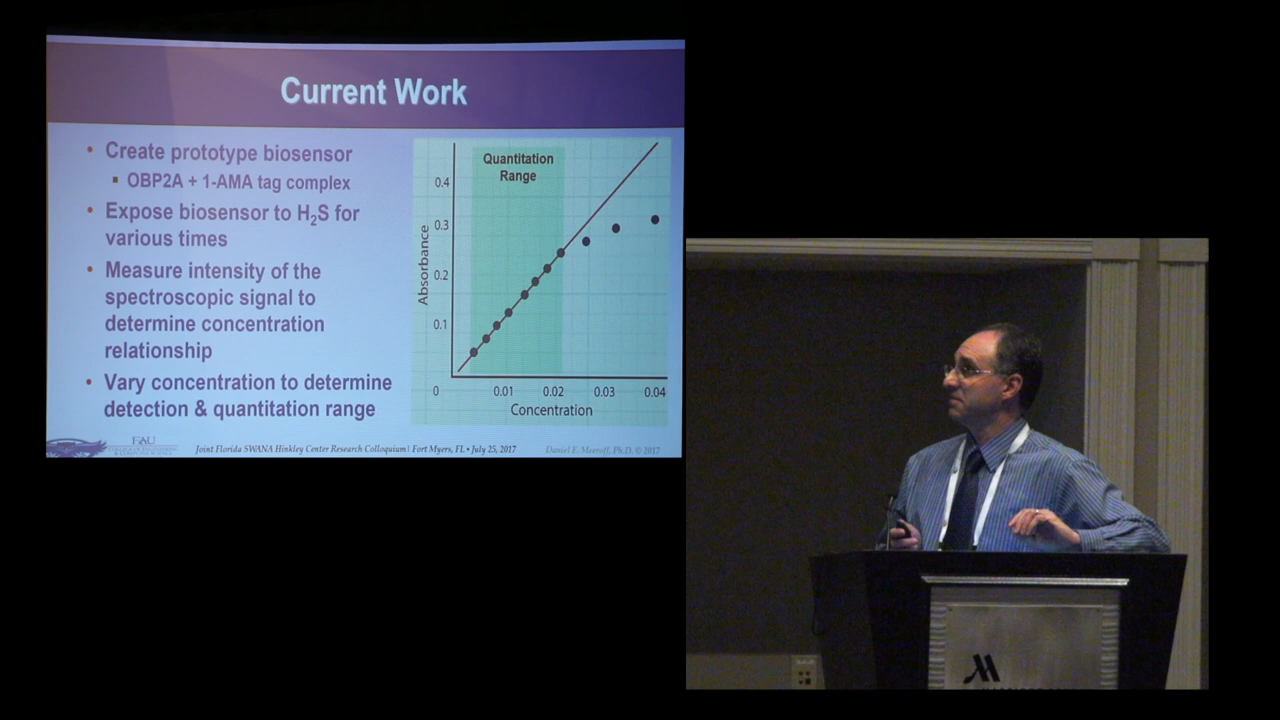 Current Work
• Create prototype biosensor
▪ OBP2A + 1-AMA tag complex
• Expose biosensor to H₂S for
various times
• Measure intensity of the
spectroscopic signal to
determine concentration
relationship
• Vary concentration to determine
detection & quantitation range
Quantitation
Range
Absorbance
0.4
0.3
0.2
0.1
0
0.01
0.02
0.03
0.04
Concentration
FAU
Joint Florida SWANA Hinkley Center Research Colloquium | Fort Myers, FL • July 25, 2017
Daniel E. Meeroff, Ph.D. © 2017